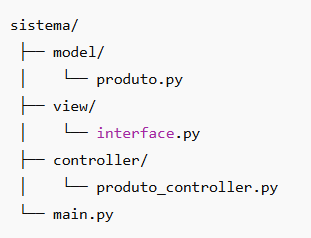 sistema/
├── model/
│   └── produto.py
├── view/
│   └── interface.py
├── controller/
│   └── produto_controller.py
└── main.py